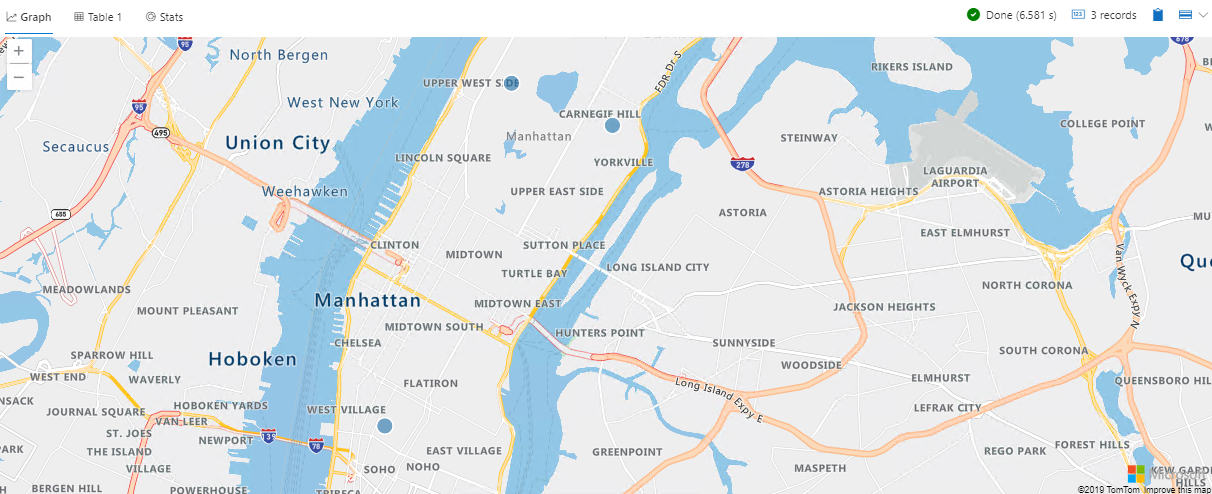 Graph
Table 1
Stats
Done (6.581 s)
3 records
95
678
North Bergen
RIKERS ISLAND
FDR Dr S
UPPER WEST SIDE
West New York
95
CARNEGIE HILL
COLLEGE POINT
495
Manhattan
STEINWAY
Union City
Secaucus
LINCOLN SQUARE
YORKVILLE
278
LAGUARDIA
AIRPORT
Weehawken
UPPER EAST SIDE
ASTORIA HEIGHTS
ASTORIA
EAST ELMHURST
CLINTON
SUTTON PLACE
MIDTOWN
Van Wyck Expy N
TURTLE BAY
LONG ISLAND CITY
MEADOWLANDS
NORTH CORONA
Manhattan
MIDTOWN EAST
JACKSON HEIGHTS
MOUNT PLEASANT
MIDTOWN SOUTH
HUNTERS POINT
CHELSEA
SUNNYSIDE
SPARROW HILL
Hoboken
SOUTH CORONA
WOODSIDE
WEST END
WAVERLY
FLATIRON
Long Island Expy E
ELMHURST
QUEENSBORO HIL
NSACK
HOBOKEN YARDS
JOURNAL SQUARE
WEST VILLAGE
LEFRAK CITY
VAN LEER
ST. JOES
NEWPORT
78
FOREST HILLS
PARK
THE ISLAND
EAST VILLAGE
GREENPOINT
REGO PARK
VILLAGE
SOHO
NOHO
MASPETH
Microsoft
KEW GARD
HILLS
BERGEN HILL
POWERHOUSE
TRIBECA
©2019 TomTom Improve this map